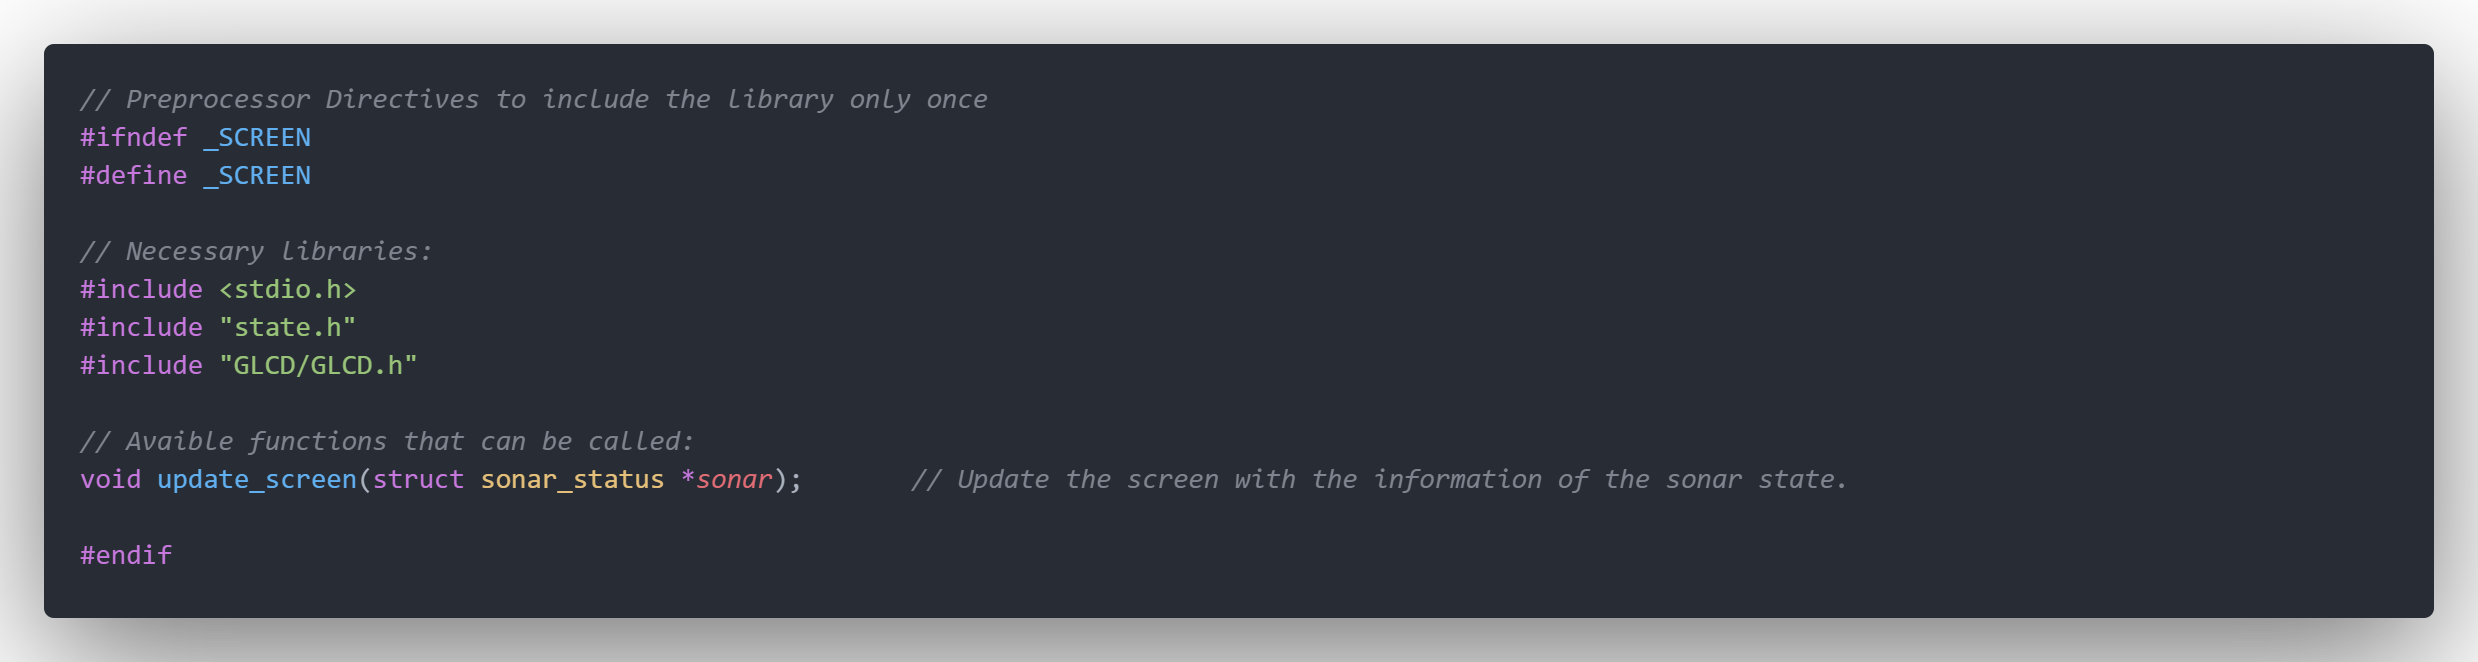 // Preprocessor Directives to include the library only once
#ifndef _SCREEN
#define _SCREEN
// Necessary libraries:
#include <stdio.h>
#include "state.h"
#include "GLCD/GLCD.h"
// Avaible functions that can be called:
void update_screen(struct sonar_status *sonar);       // Update the screen with the information of the sonar state.
#endif